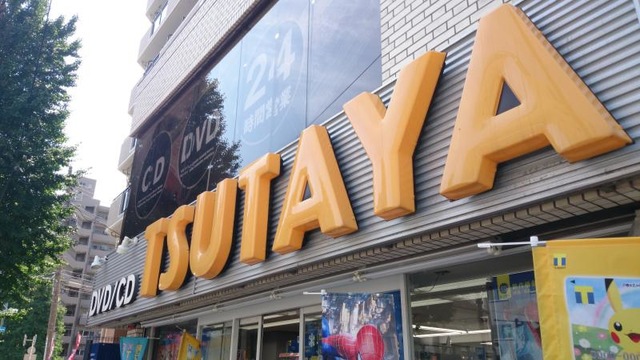 CD
DVD
24
時間営業
DVD/CD
TSUTAYA
T
T